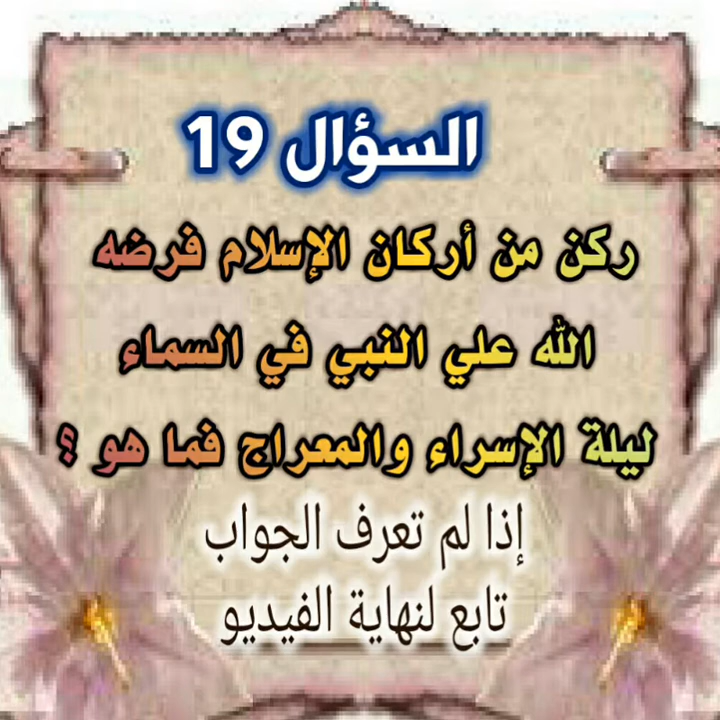 السؤال 19
ركن من أركان الإسلام فرضه
الله علي النبي في السماء
ليلة الإسراء والمعراج فما هو ؟
إذا لم تعرف الجواب
تابع لنهاية الفيديو